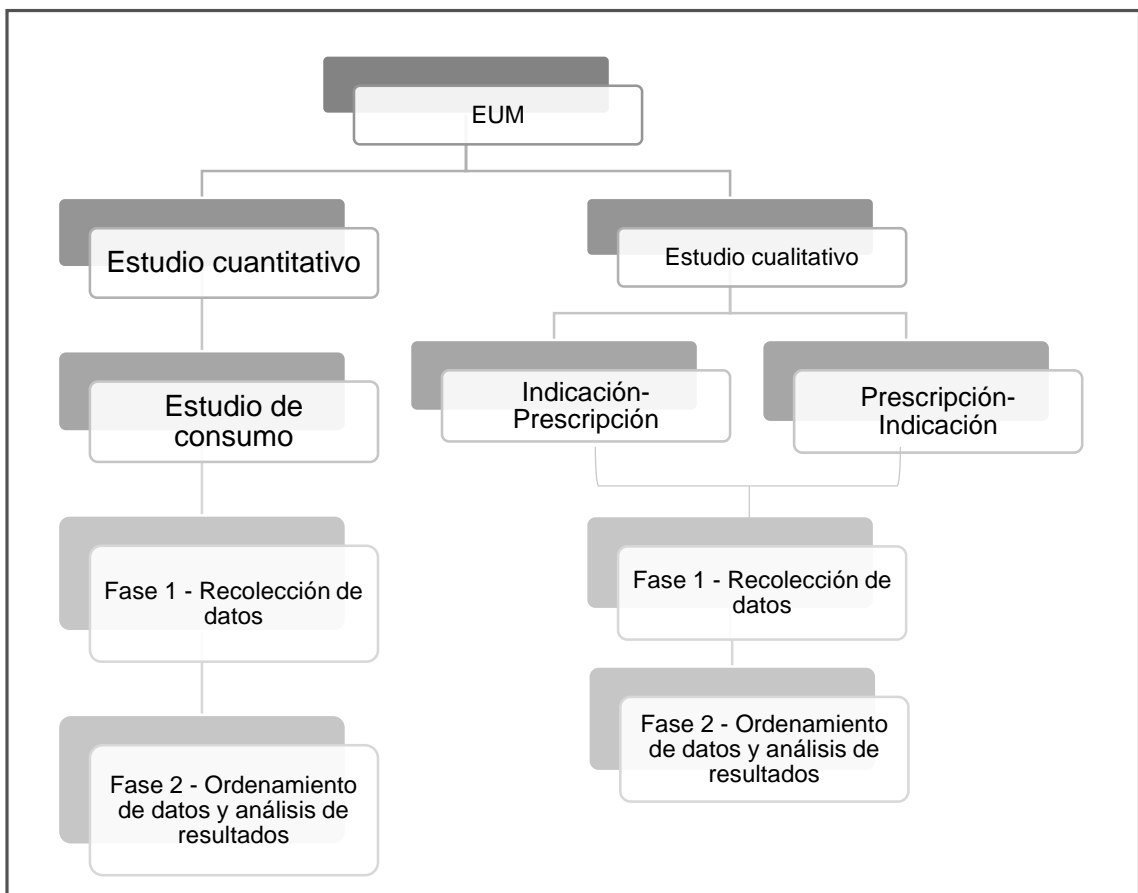 EUM
Estudio cuantitativo
Estudio cualitativo
Estudio de
consumo
Indicación-
Prescripción
Prescripción-
Indicación
Fase 1 - Recolección de
datos
Fase 1 - Recolección de
datos
Fase 2 - Ordenamiento
de datos y análisis de
resultados
Fase 2 - Ordenamiento
de datos y análisis de
resultados